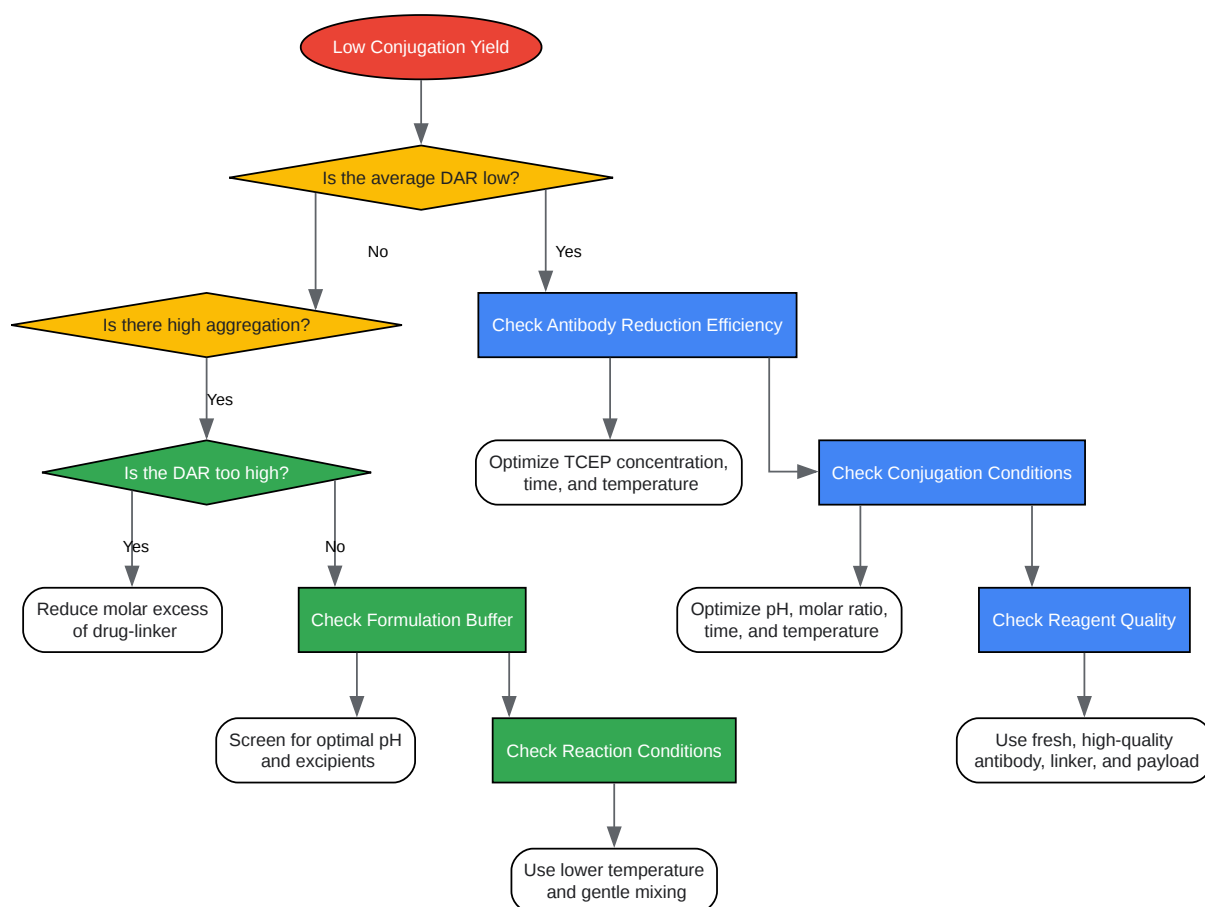 Low Conjugation Yield
Is the average DAR low?
No
Yes
Is there high aggregation?
Check Antibody Reduction Efficiency
Yes
Is the DAR too high?
Optimize TCEP concentration,
time, and temperature
Check Conjugation Conditions
Yes
No
Reduce molar excess
of drug-linker
Check Formulation Buffer
Optimize pH, molar ratio,
time, and temperature
Check Reagent Quality
Screen for optimal pH
and excipients
Check Reaction Conditions
Use fresh, high-quality
antibody, linker, and payload
Use lower temperature
and gentle mixing